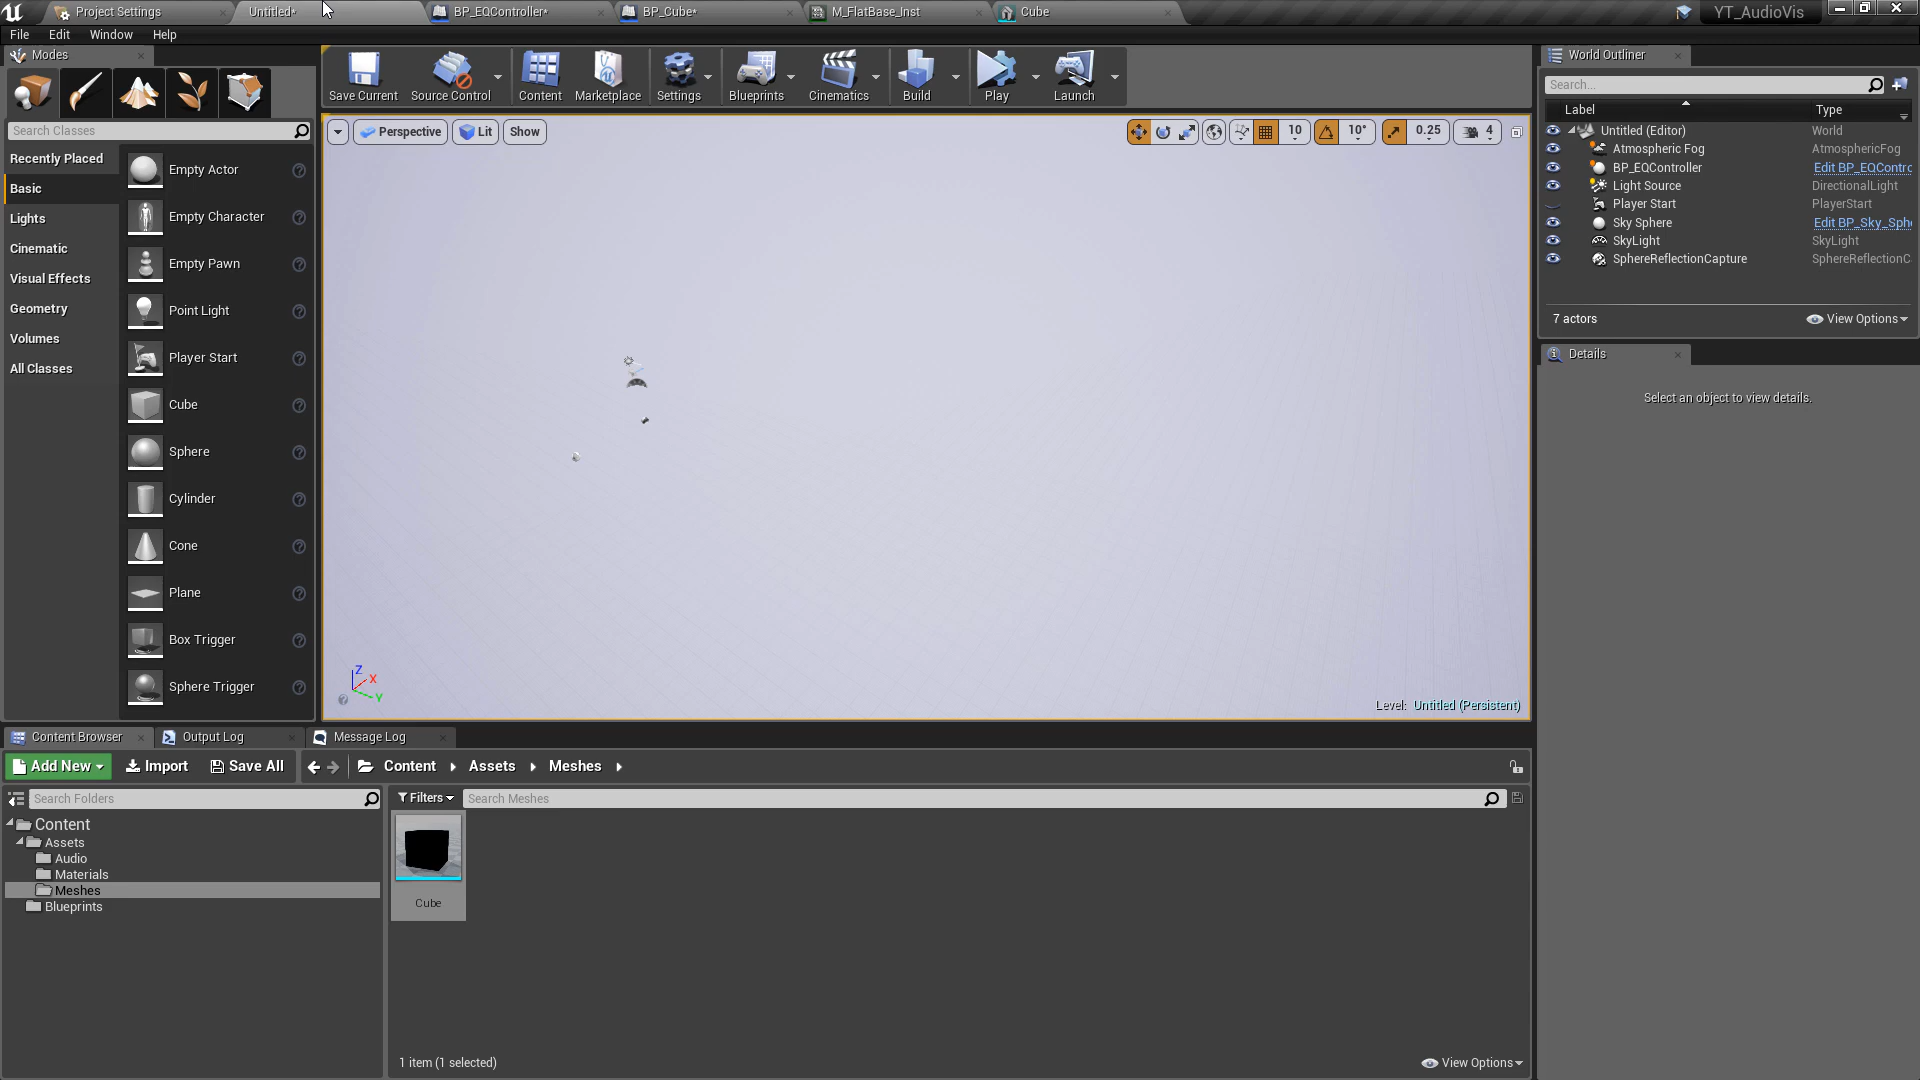 Project Settings
Untitled*
BP_EQController*
BP_Cube*
M_FlatBase_Inst
Cube
YT_AudioVis
File
Edit
Window
Help
Modes
Search Classes
Recently Placed
Basic
Lights
Cinematic
Visual Effects
Geometry
Volumes
All Classes
Empty Actor
Empty Character
Empty Pawn
Point Light
Player Start
Cube
Sphere
Cylinder
Cone
Plane
Box Trigger
Sphere Trigger
Save Current
Source Control
Content
Marketplace
Settings
Blueprints
Cinematics
Build
Play
Launch
Perspective
Lit
Show
10
10°
0.25
4
Z
X
Y
Level: Untitled (Persistent)
World Outliner
Search...
Label
Type
Untitled (Editor)
World
Atmospheric Fog
AtmosphericFog
BP_EQController
Edit BP_EQContro
Light Source
DirectionalLight
Player Start
PlayerStart
Sky Sphere
Edit BP_Sky_Sph
SkyLight
SkyLight
SphereReflectionCapture
SphereReflectionC
7 actors
View Options
Details
Select an object to view details.
Content Browser
Output Log
Message Log
Add New
Import
Save All
Content
Assets
Meshes
Search Folders
Filters
Search Meshes
Content
Assets
Audio
Materials
Meshes
Blueprints
Cube
1 item (1 selected)
View Options